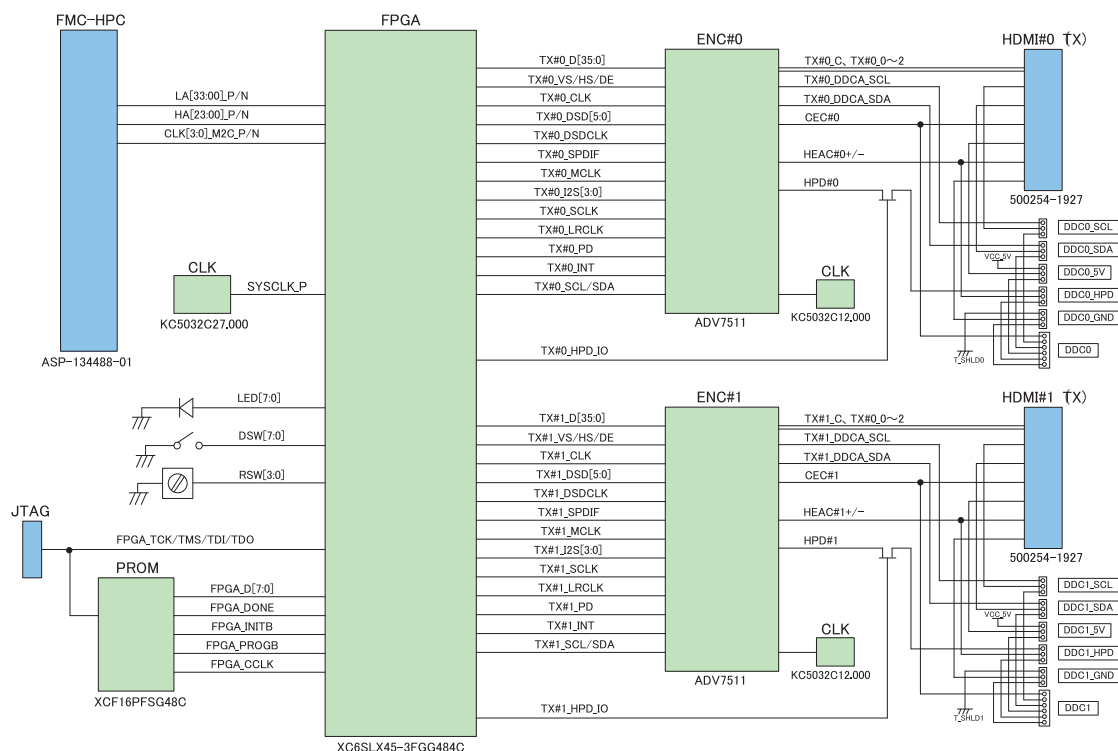 FMC-HPC
FPGA
ENC#0
HDMI#0 (TX)
LA[33:00]_P/N
HA[23:00]_P/N
CLK[3:0]_M2C_P/N
TX#0_D[35:0]
TX#0_VS/HS/DE
TX#0_CLK
TX#0_DSD[5:0]
TX#0_DSDCLK
TX#0_SPDIF
TX#0_MCLK
TX#0_I2S[3:0]
TX#0_SCLK
TX#0_LRCLK
TX#0_PD
TX#0_INT
TX#0_SCL/SDA
TX#0_HPD_IO
TX#0_C、TX#0_0～2
TX#0_DDCA_SCL
TX#0_DDCA_SDA
CEC#0
HEAC#0+/-
HPD#0
500254-1927
DDC0_SCL
DDC0_SDA
VCC_5V
DDC0_5V
DDC0_HPD
DDC0_GND
T_SHLD0
DDC0
CLK
KC5032C12.000
ADV7511
CLK
SYSCLK_P
KC5032C27.000
ASP-134488-01
LED[7:0]
DSW[7:0]
RSW[3:0]
JTAG
FPGA_TCK/TMS/TDI/TDO
PROM
FPGA_D[7:0]
FPGA_DONE
FPGA_INITB
FPGA_PROGB
FPGA_CCLK
XCF16PFSG48C
XC6SLX45-3FGG484C
ENC#1
HDMI#1 (TX)
TX#1_D[35:0]
TX#1_VS/HS/DE
TX#1_CLK
TX#1_DSD[5:0]
TX#1_DSDCLK
TX#1_SPDIF
TX#1_MCLK
TX#1_I2S[3:0]
TX#1_SCLK
TX#1_LRCLK
TX#1_PD
TX#1_INT
TX#1_SCL/SDA
TX#1_HPD_IO
TX#1_C、TX#0_0～2
TX#1_DDCA_SCL
TX#1_DDCA_SDA
CEC#1
HEAC#1+/-
HPD#1
500254-1927
DDC1_SCL
DDC1_SDA
VCC_5V
DDC1_5V
DDC1_HPD
DDC1_GND
T_SHLD1
DDC1
CLK
KC5032C12.000
ADV7511